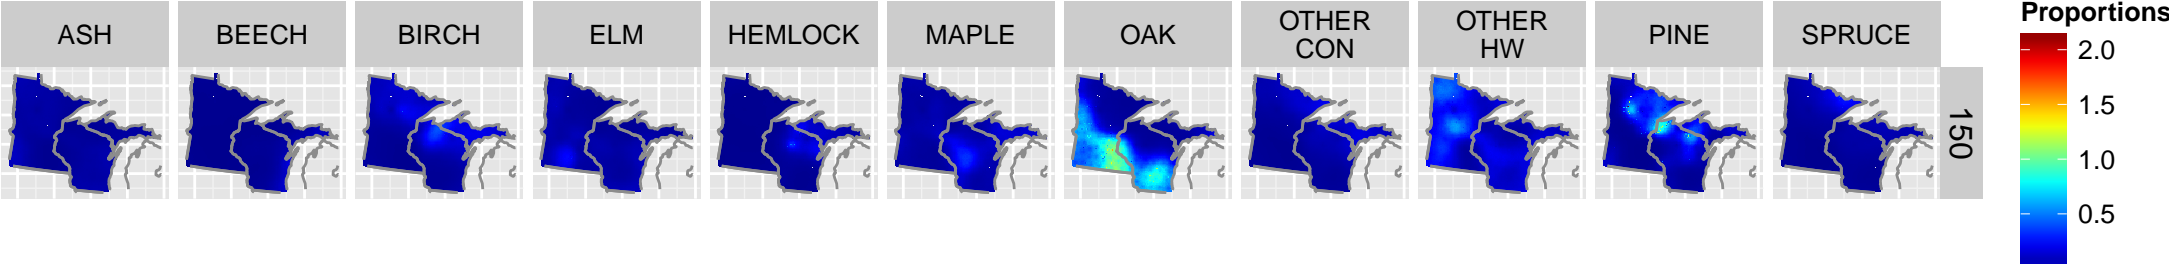 ASH
BEECH
BIRCH
ELM
HEMLOCK
MAPLE
OAK
OTHER
CON
OTHER
HW
PINE
SPRUCE
150
Proportions
2.0
1.5
1.0
0.5